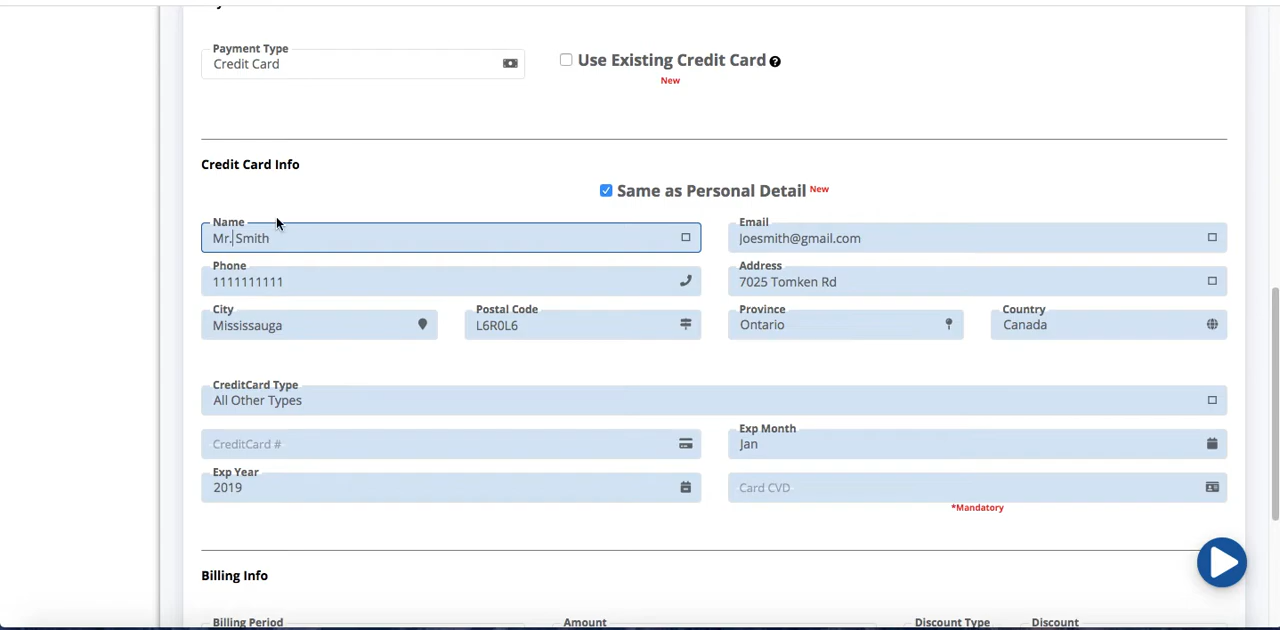 Payment Type
Credit Card
Use Existing Credit Card ?
New
Credit Card Info
Same as Personal Detail New
Name
Mr. Smith
Email
Joesmith@gmail.com
Phone
1111111111
Address
7025 Tomken Rd
City
Mississauga
Postal Code
L6R0L6
Province
Ontario
Country
Canada
CreditCard Type
All Other Types
CreditCard #
Exp Month
Jan
Exp Year
2019
Card CVD
*Mandatory
Billing Info
Billing Period
Amount
Discount Type
Discount